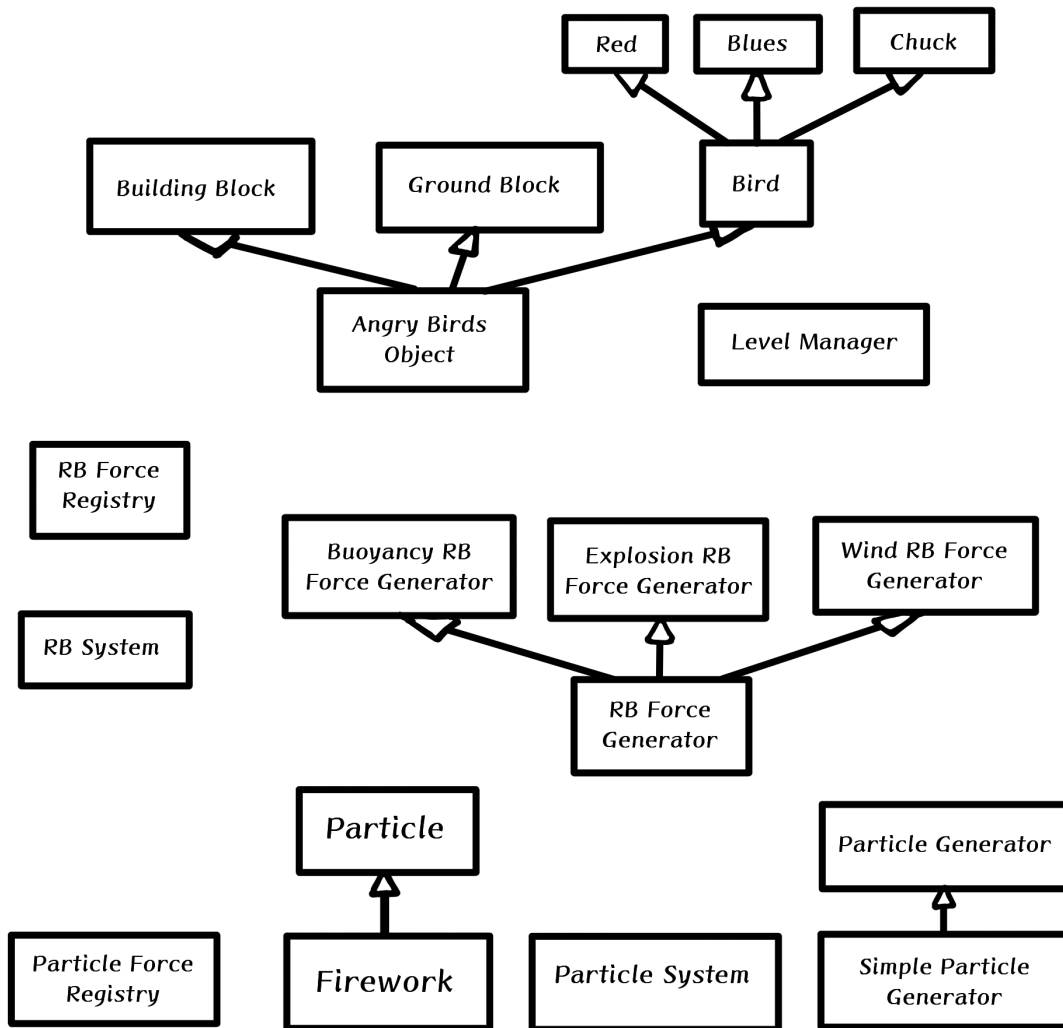 Red
Blues
Chuck
Building Block
Ground Block
Bird
Angry Birds
Object
Level Manager
RB Force
Registry
Buoyancy RB
Force Generator
Explosion RB
Force Generator
Wind RB Force
Generator
RB System
RB Force
Generator
Particle
Particle Generator
Particle Force
Registry
Firework
Particle System
Simple Particle
Generator